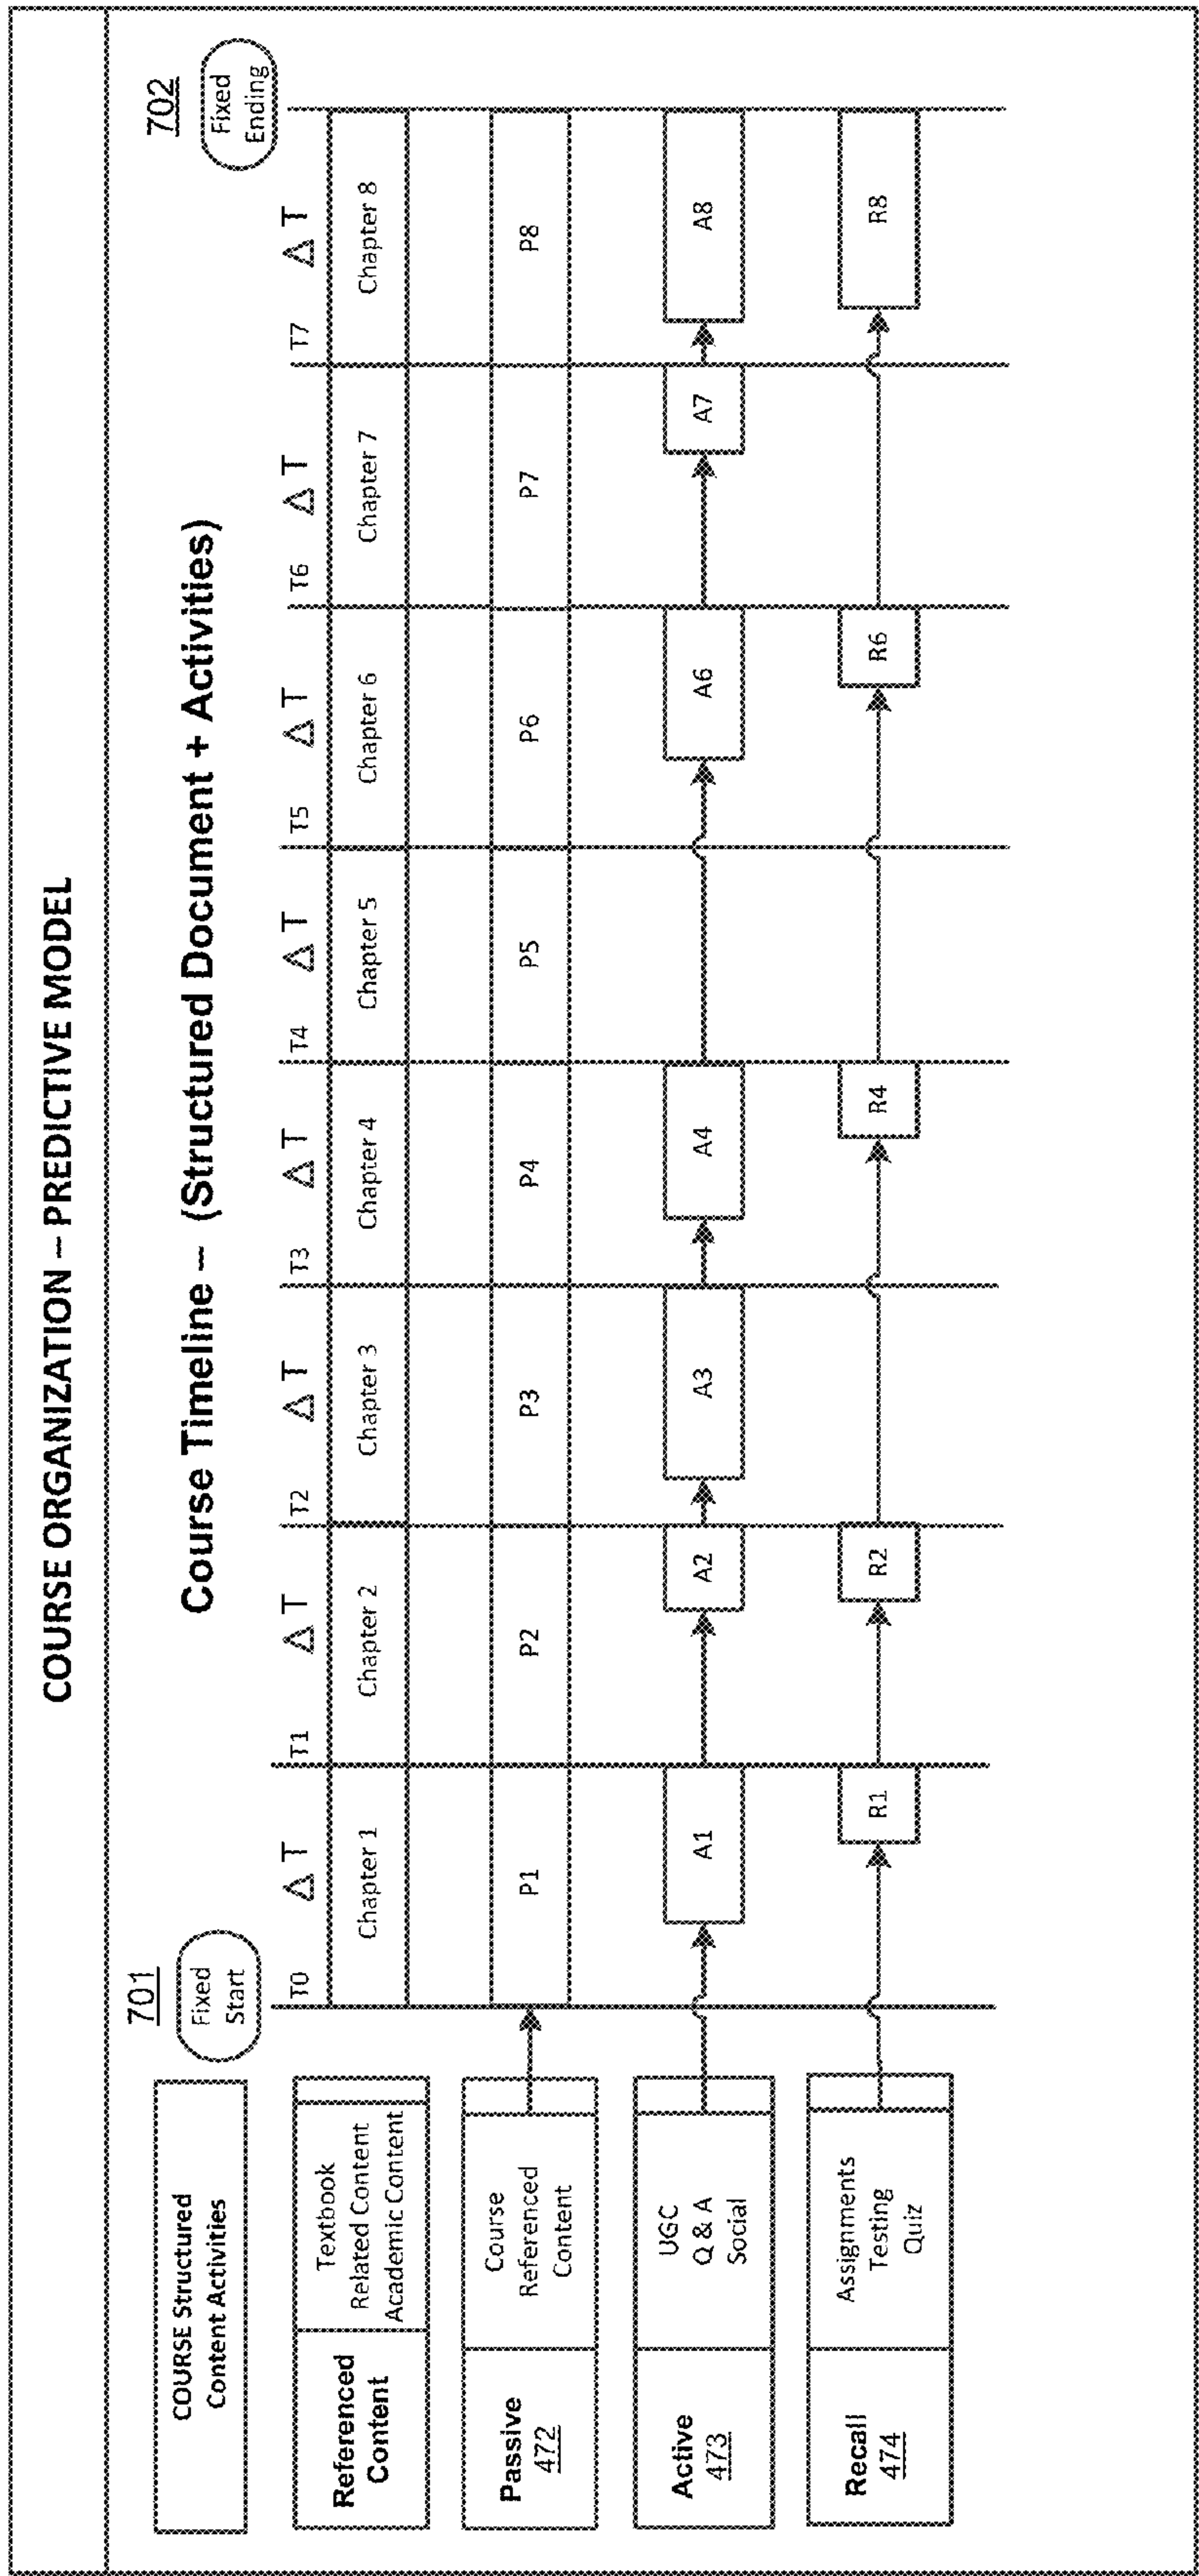 COURSE ORGANIZATION – PREDICTIVE MODEL
701
702
COURSE Structured
Content Activities
Fixed
Start
Course Timeline – (Structured Document + Activities)
Fixed
Ending
T0 Δ T T1 Δ T T2 Δ T T3 Δ T T4 Δ T T5 Δ T T6 Δ T T7 Δ T
Referenced
Content
Textbook
Related Content
Academic Content
Chapter 1 Chapter 2 Chapter 3 Chapter 4 Chapter 5 Chapter 6 Chapter 7 Chapter 8
Passive
472
Course
Referenced
Content
P1 P2 P3 P4 P5 P6 P7 P8
Active
473
UGC
Q & A
Social
A1 A2 A3 A4 A6 A7 A8
Recall
474
Assignments
Testing
Quiz
R1 R2 R4 R6 R8